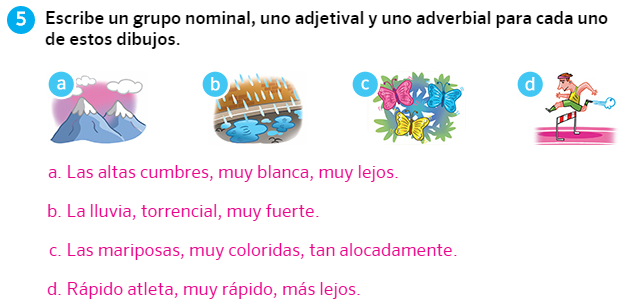 5 Escribe un grupo nominal, uno adjetival y uno adverbial para cada uno
de estos dibujos.
a b c d
a. Las altas cumbres, muy blanca, muy lejos.
b. La lluvia, torrencial, muy fuerte.
c. Las mariposas, muy coloridas, tan alocadamente.
d. Rápido atleta, muy rápido, más lejos.